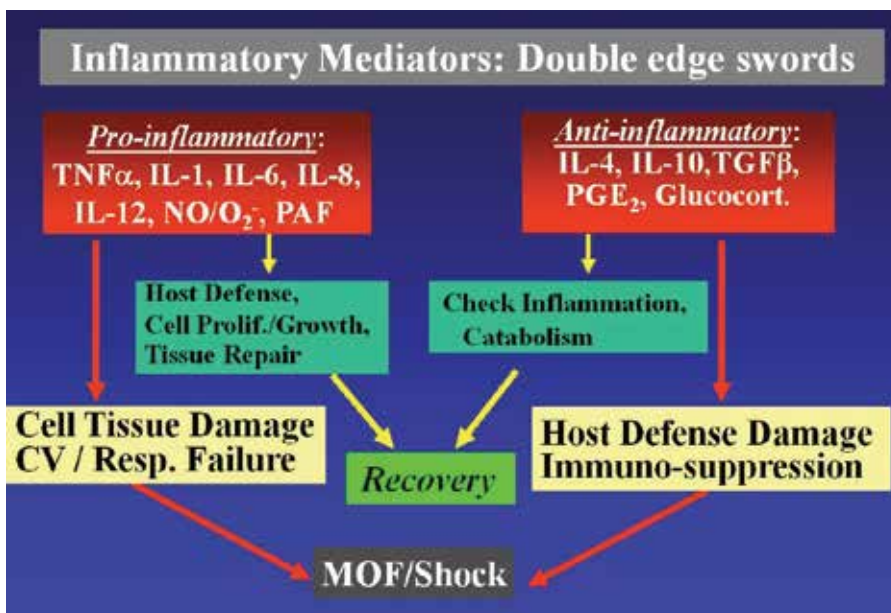 Inflammatory Mediators: Double edge swords
Pro-inflammatory:
TNFα, IL-1, IL-6, IL-8,
IL-12, NO/O₂⁻, PAF
Anti-inflammatory:
IL-4, IL-10,TGFβ,
PGE₂, Glucocort.
Host Defense,
Cell Prolif./Growth,
Tissue Repair
Check Inflammation,
Catabolism
Cell Tissue Damage
CV / Resp. Failure
Recovery
Host Defense Damage
Immuno-suppression
MOF/Shock